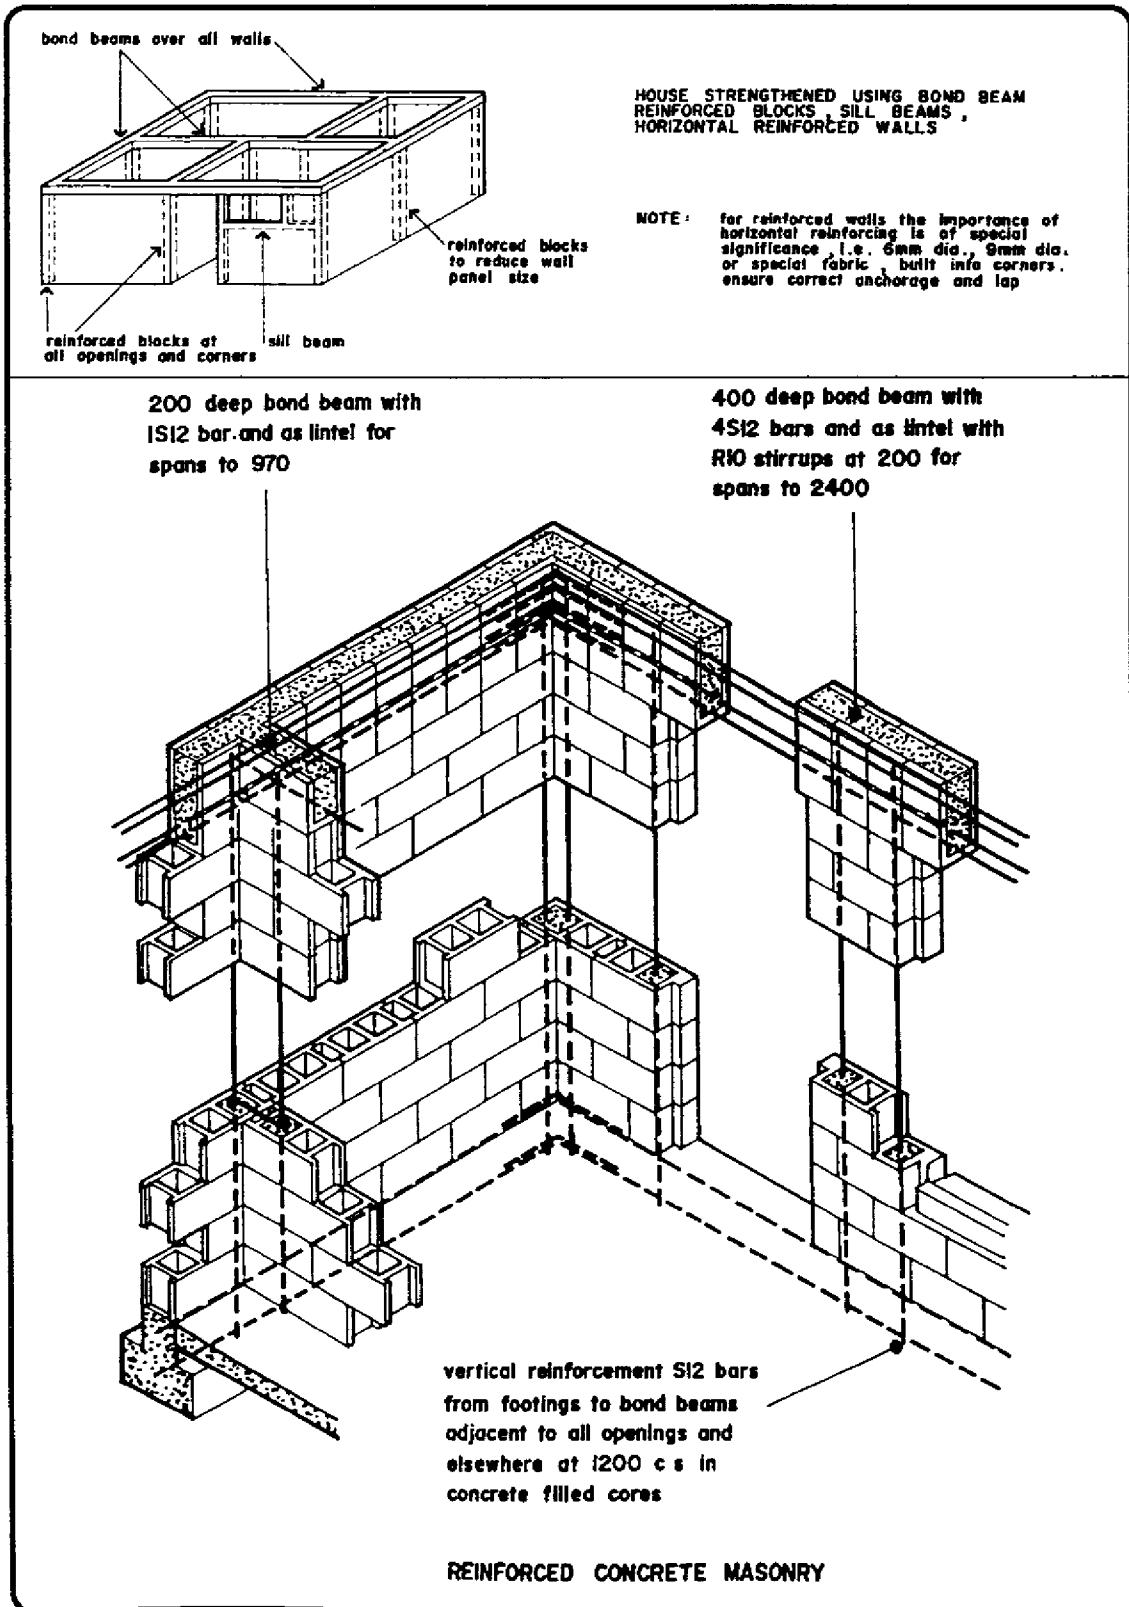 bond beams over all walls
HOUSE STRENGTHENED USING BOND BEAM
REINFORCED BLOCKS, SILL BEAMS,
HORIZONTAL REINFORCED WALLS
NOTE: for reinforced walls the importance of
horizontal reinforcing is of special
significance, i.e. 6mm dia., 9mm dia.
or special fabric, built into corners.
ensure correct anchorage and lap
reinforced blocks
to reduce wall
panel size
reinforced blocks at
all openings and corners
sill beam
200 deep bond beam with
1S12 bar.and as lintel for
spans to 970
400 deep bond beam with
4S12 bars and as lintel with
R10 stirrups at 200 for
spans to 2400
vertical reinforcement S12 bars
from footings to bond beams
adjacent to all openings and
elsewhere at 1200 c s in
concrete filled cores
REINFORCED CONCRETE MASONRY